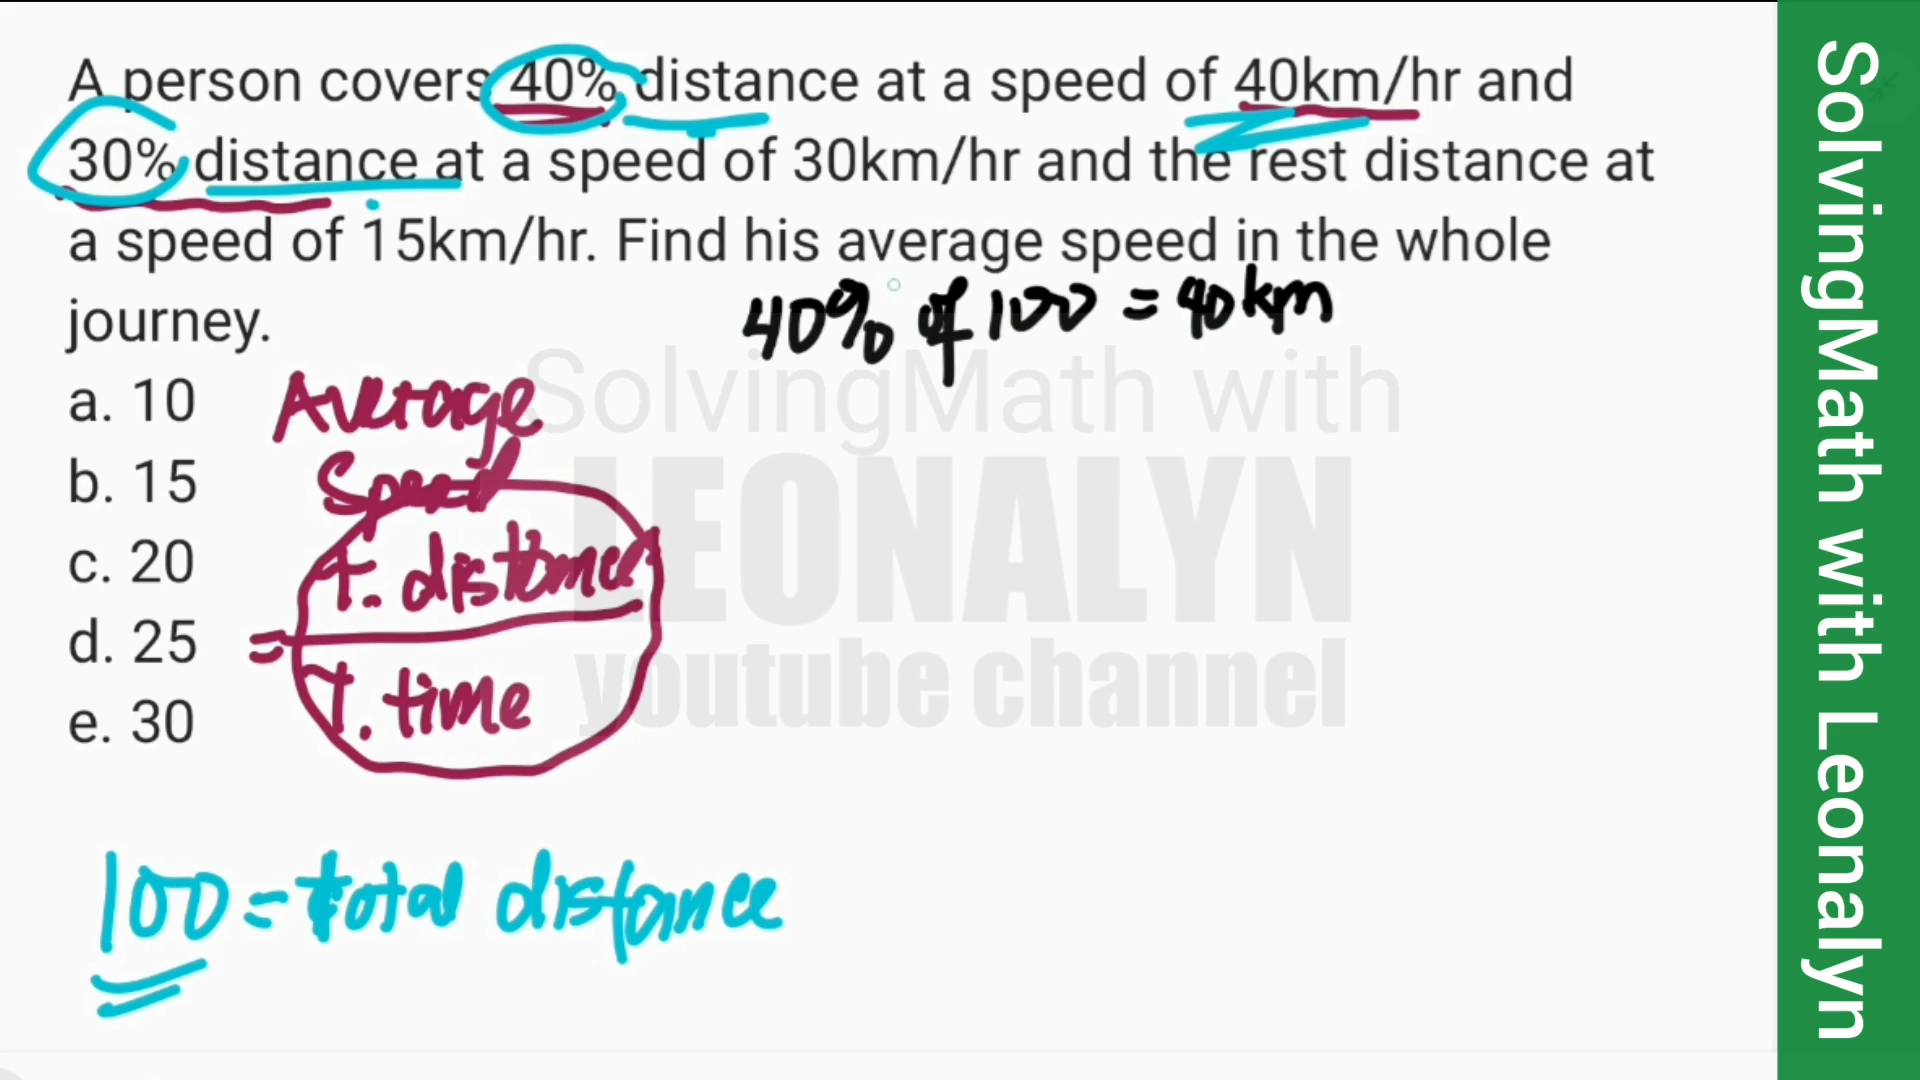 A person covers 40% distance at a speed of 40km/hr and
30% distance at a speed of 30km/hr and the rest distance at
a speed of 15km/hr. Find his average speed in the whole
journey.
40% of 100 = 40km
a. 10
b. 15
c. 20
d. 25
e. 30
Average
Speed
= T. distance
T. time
100 = total distance
SolvingMath with
LEONALYN
youtube channel
SolvingMath with Leonalyn